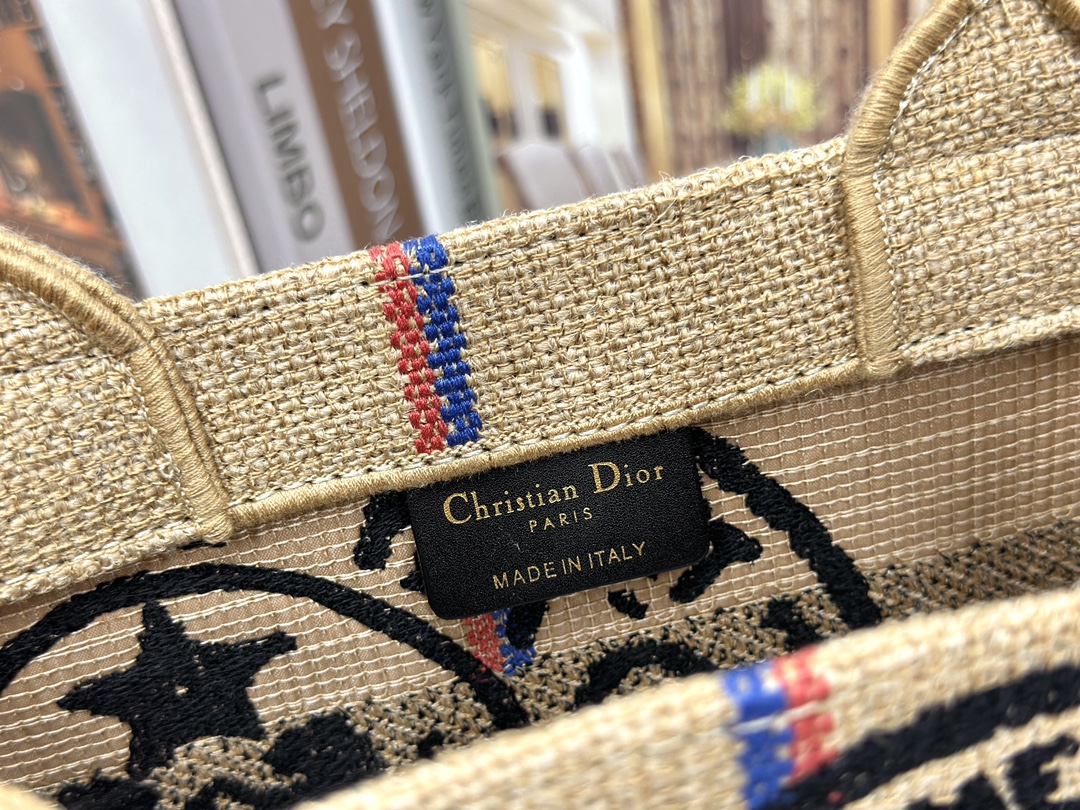 LIMBO
Y SHELDON
Christian Dior
PARIS
MADE IN ITALY